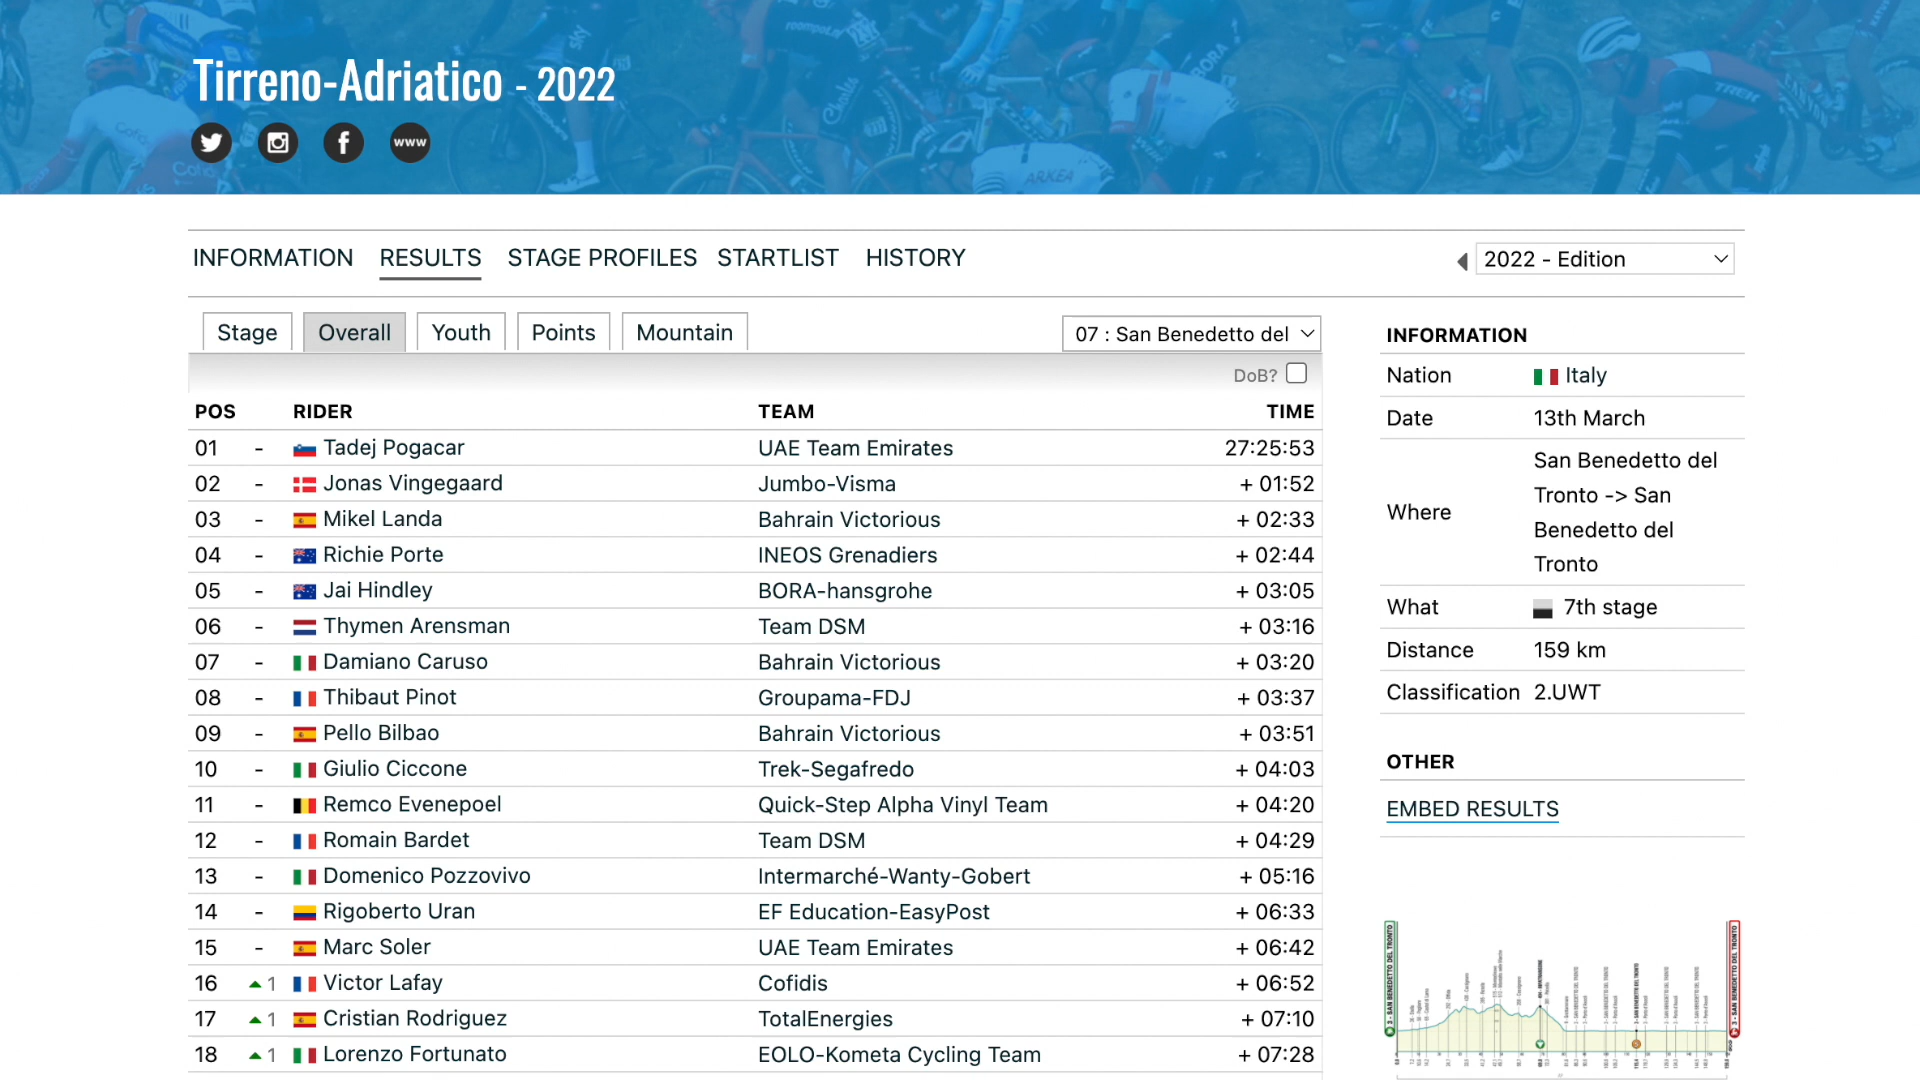 Tirreno-Adriatico - 2022
www
INFORMATION RESULTS STAGE PROFILES STARTLIST HISTORY
2022 - Edition
Stage Overall Youth Points Mountain
07 : San Benedetto del
DoB?
POS RIDER TEAM TIME
01 - Tadej Pogacar UAE Team Emirates 27:25:53
02 - Jonas Vingegaard Jumbo-Visma + 01:52
03 - Mikel Landa Bahrain Victorious + 02:33
04 - Richie Porte INEOS Grenadiers + 02:44
05 - Jai Hindley BORA-hansgrohe + 03:05
06 - Thymen Arensman Team DSM + 03:16
07 - Damiano Caruso Bahrain Victorious + 03:20
08 - Thibaut Pinot Groupama-FDJ + 03:37
09 - Pello Bilbao Bahrain Victorious + 03:51
10 - Giulio Ciccone Trek-Segafredo + 04:03
11 - Remco Evenepoel Quick-Step Alpha Vinyl Team + 04:20
12 - Romain Bardet Team DSM + 04:29
13 - Domenico Pozzovivo Intermarché-Wanty-Gobert + 05:16
14 - Rigoberto Uran EF Education-EasyPost + 06:33
15 - Marc Soler UAE Team Emirates + 06:42
16 1 Victor Lafay Cofidis + 06:52
17 1 Cristian Rodriguez TotalEnergies + 07:10
18 1 Lorenzo Fortunato EOLO-Kometa Cycling Team + 07:28
INFORMATION
Nation Italy
Date 13th March
Where San Benedetto del
Tronto -> San
Benedetto del
Tronto
What 7th stage
Distance 159 km
Classification 2.UWT
OTHER
EMBED RESULTS
3 - SAN BENEDETTO DEL TRONTO
3 - SAN BENEDETTO DEL TRONTO